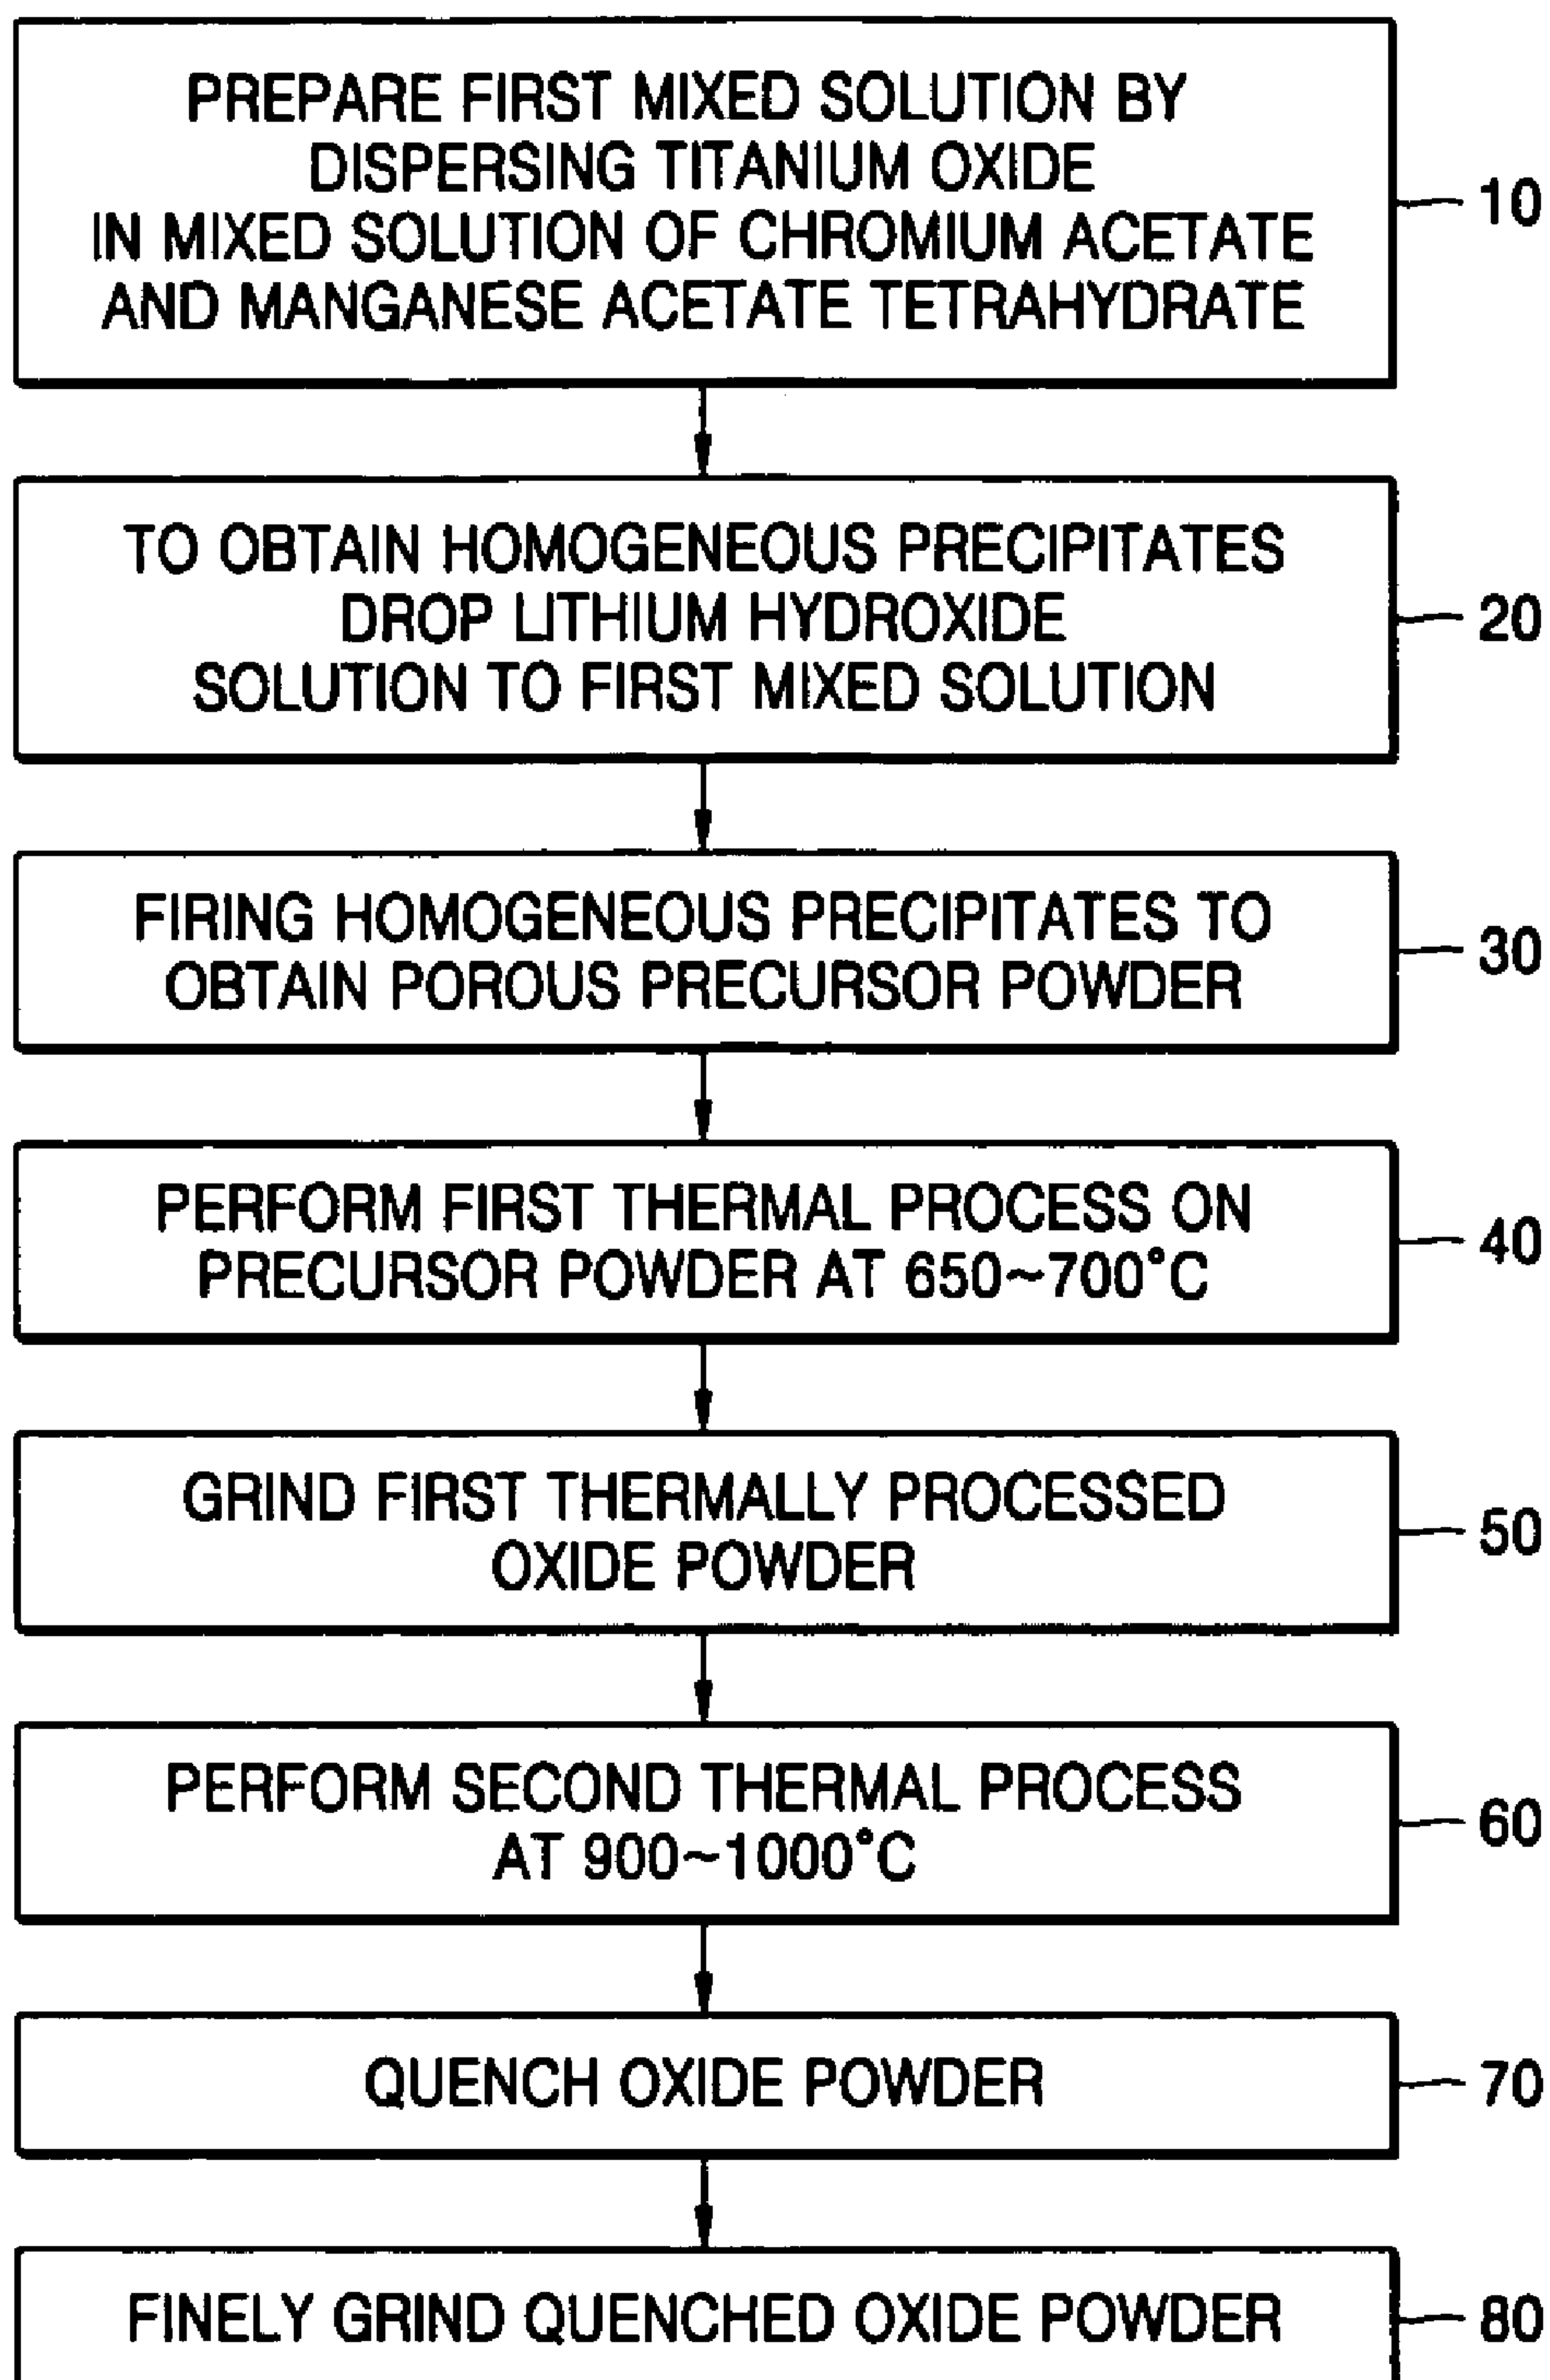 PREPARE FIRST MIXED SOLUTION BY
DISPERSING TITANIUM OXIDE
IN MIXED SOLUTION OF CHROMIUM ACETATE
AND MANGANESE ACETATE TETRAHYDRATE
10
TO OBTAIN HOMOGENEOUS PRECIPITATES
DROP LITHIUM HYDROXIDE
SOLUTION TO FIRST MIXED SOLUTION
20
FIRING HOMOGENEOUS PRECIPITATES TO
OBTAIN POROUS PRECURSOR POWDER
30
PERFORM FIRST THERMAL PROCESS ON
PRECURSOR POWDER AT 650~700°C
40
GRIND FIRST THERMALLY PROCESSED
OXIDE POWDER
50
PERFORM SECOND THERMAL PROCESS
AT 900~1000°C
60
QUENCH OXIDE POWDER
70
FINELY GRIND QUENCHED OXIDE POWDER
80